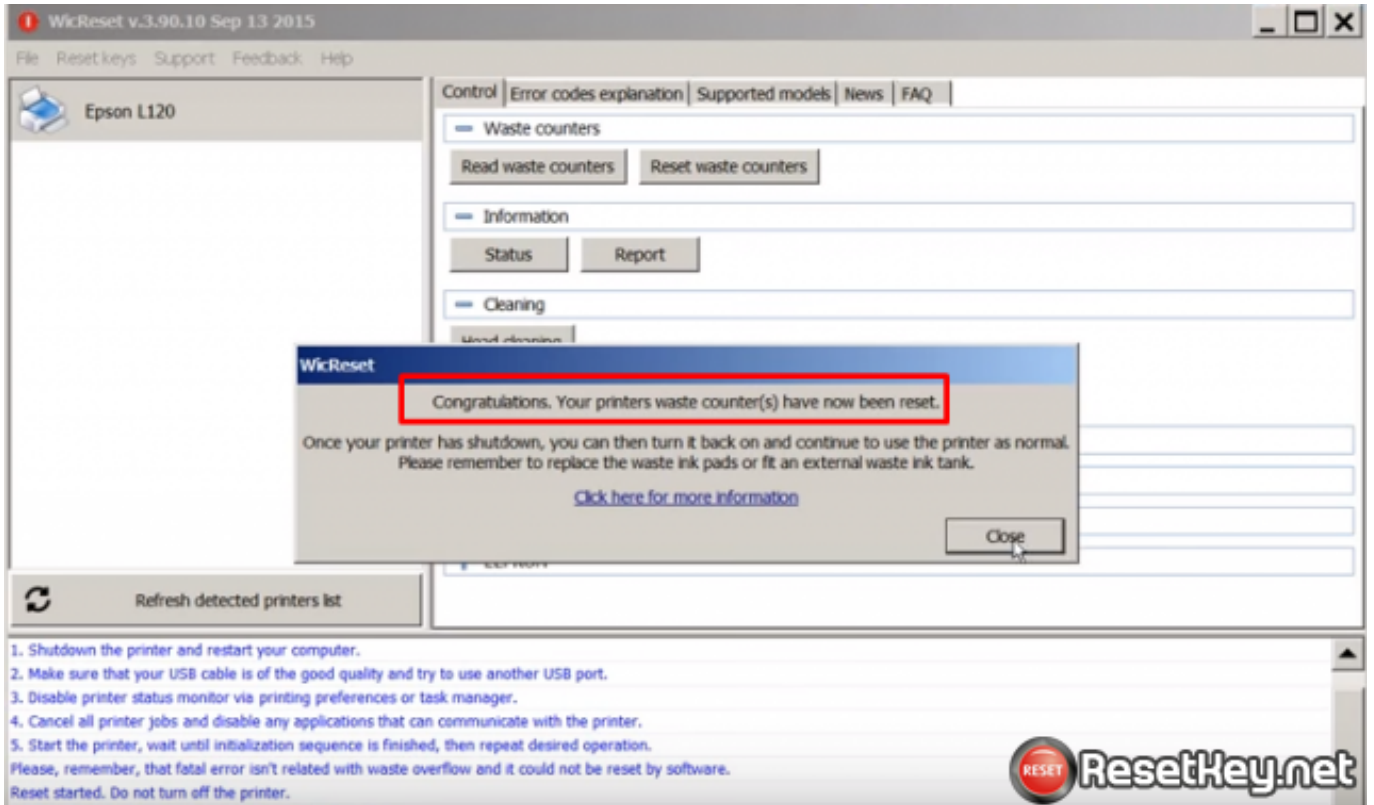 WicReset v.3.90.10 Sep 13 2015
File Reset keys Support Feedback Help
Epson L120
Control Error codes explanation Supported models News FAQ
Waste counters
Read waste counters Reset waste counters
Information
Status Report
Cleaning
Head cleaning
WicReset
Congratulations. Your printers waste counter(s) have now been reset.
Once your printer has shutdown, you can then turn it back on and continue to use the printer as normal.
Please remember to replace the waste ink pads or fit an external waste ink tank.
Click here for more information
Close
Refresh detected printers list
1. Shutdown the printer and restart your computer.
2. Make sure that your USB cable is of the good quality and try to use another USB port.
3. Disable printer status monitor via printing preferences or task manager.
4. Cancel all printer jobs and disable any applications that can communicate with the printer.
5. Start the printer, wait until initialization sequence is finished, then repeat desired operation.
Please, remember, that fatal error isn't related with waste overflow and it could not be reset by software.
Reset started. Do not turn off the printer.
RESET ResetKey.net